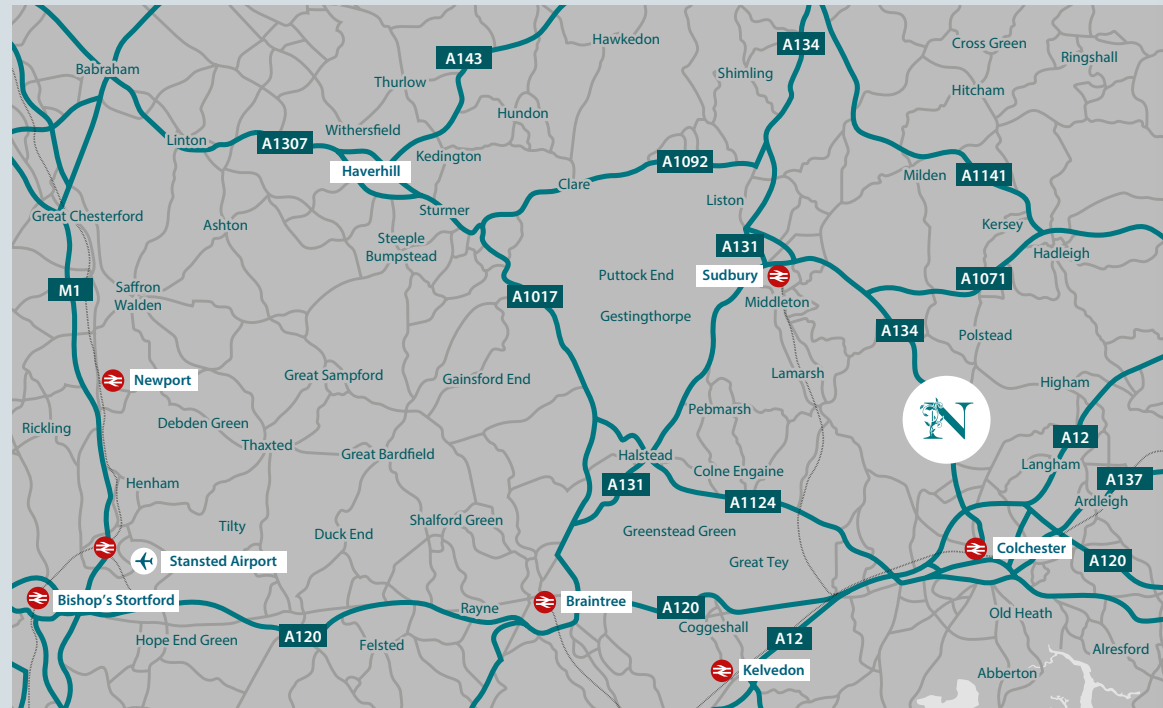 Hawkedon
A134
Cross Green
Ringshall
A143
Babraham
Thurlow
Shimling
Hitcham
Hundon
Withersfield
Linton
A1307
Kedington
Haverhill
A1092
Clare
Milden
A1141
Liston
Great Chesterford
Ashton
Sturmer
Kersey
Steeple
Bumpstead
A131
Hadleigh
Puttock End
Sudbury
A1071
M1
Saffron
Walden
A1017
Middleton
Gestingthorpe
A134
Polstead
Newport
Great Sampford
Gainsford End
Lamarsh
Higham
Pebmarsh
N
Rickling
Debden Green
Thaxted
Great Bardfield
Halstead
A12
Langham
Colne Engaine
Henham
A131
A1124
A137
Ardleigh
Tilty
Duck End
Shalford Green
Greenstead Green
Stansted Airport
Great Tey
Colchester
A120
Bishop's Stortford
Rayne
Braintree
A120
Old Heath
Coggeshall
Hope End Green
A120
Felsted
A12
Alresford
Kelvedon
Abberton